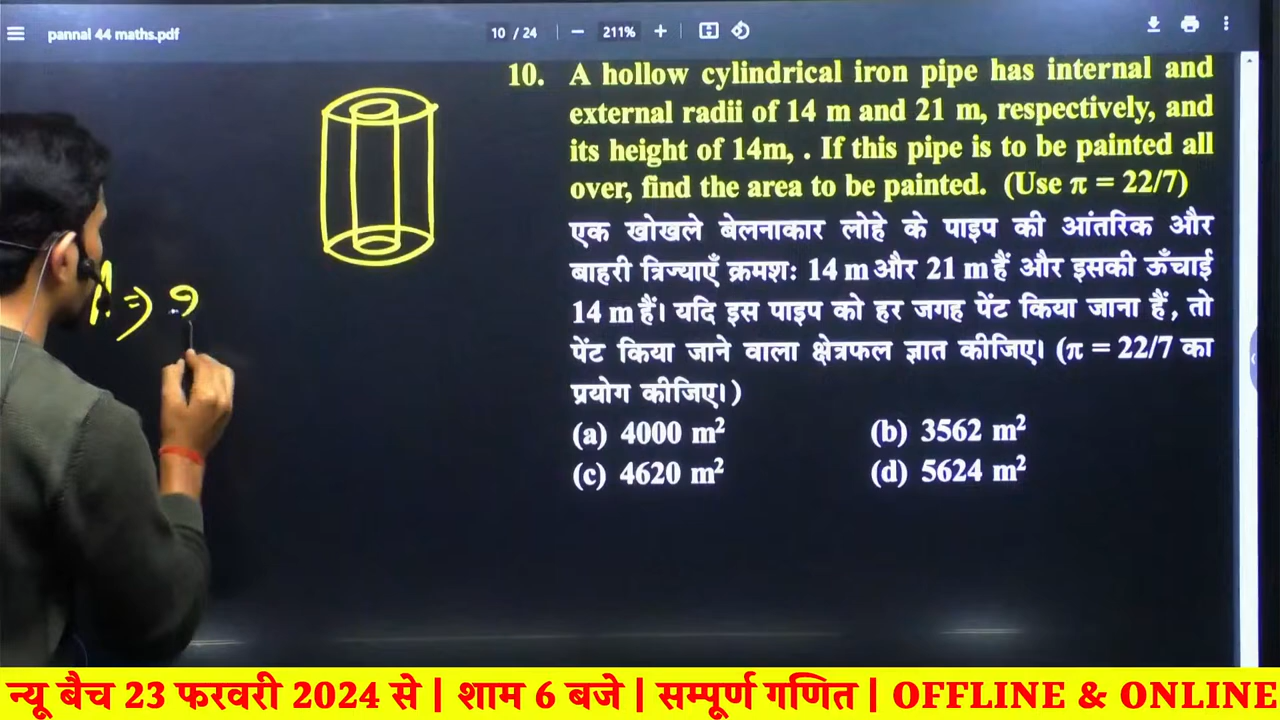 pannal 44 maths.pdf
10 / 24
211%
10. A hollow cylindrical iron pipe has internal and
external radii of 14 m and 21 m, respectively, and
its height of 14m, . If this pipe is to be painted all
over, find the area to be painted. (Use π = 22/7)
एक खोखले बेलनाकार लोहे के पाइप की आंतरिक और
बाहरी त्रिज्याएँ क्रमशः 14 m और 21 m हैं और इसकी ऊँचाई
14 m हैं। यदि इस पाइप को हर जगह पेंट किया जाना हैं, तो
पेंट किया जाने वाला क्षेत्रफल ज्ञात कीजिए। (π = 22/7 का
प्रयोग कीजिए।)
(a) 4000 m² (b) 3562 m²
(c) 4620 m² (d) 5624 m²
न्यू बैच 23 फरवरी 2024 से | शाम 6 बजे | सम्पूर्ण गणित | OFFLINE & ONLINE